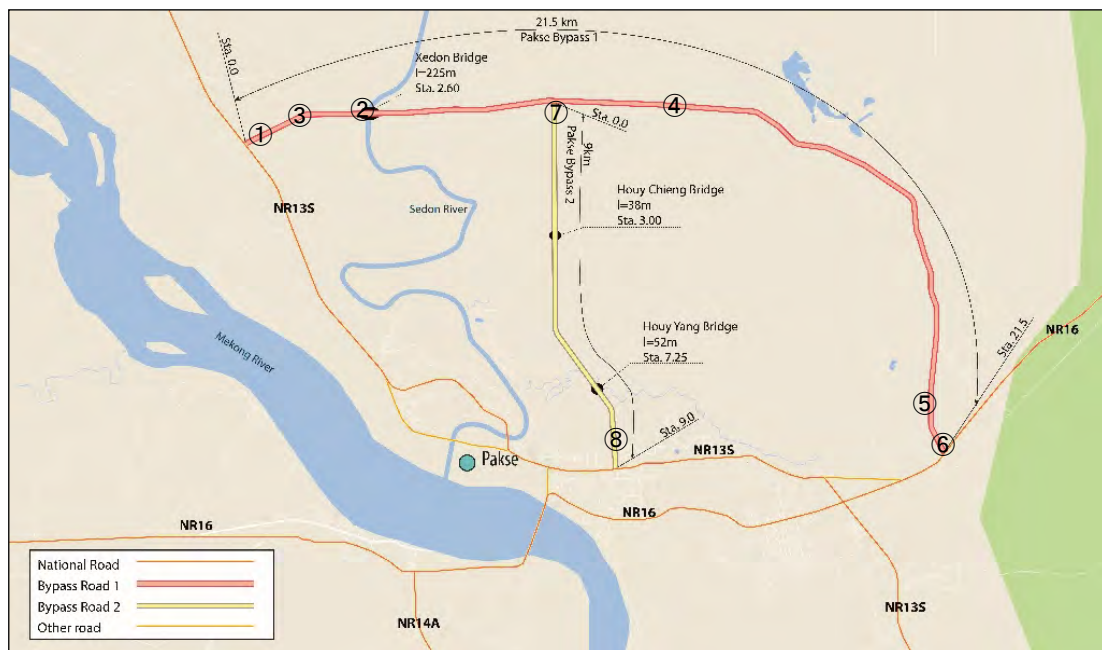 21.5 km
Pakse Bypass 1
Sta. 0.0
Xedon Bridge
l=225m
Sta. 2.60
①
③
②
⑦
④
Sta. 0.0
9km
Pakse Bypass 2
NR13S
Sedon River
Houy Chieng Bridge
l=38m
Sta. 3.00
Mekong River
Houy Yang Bridge
l=52m
Sta. 7.25
Sta. 21.5
NR16
⑤
⑧
Sta. 9.0
⑥
Pakse
NR13S
NR16
NR16
National Road
Bypass Road 1
Bypass Road 2
Other road
NR14A
NR13S